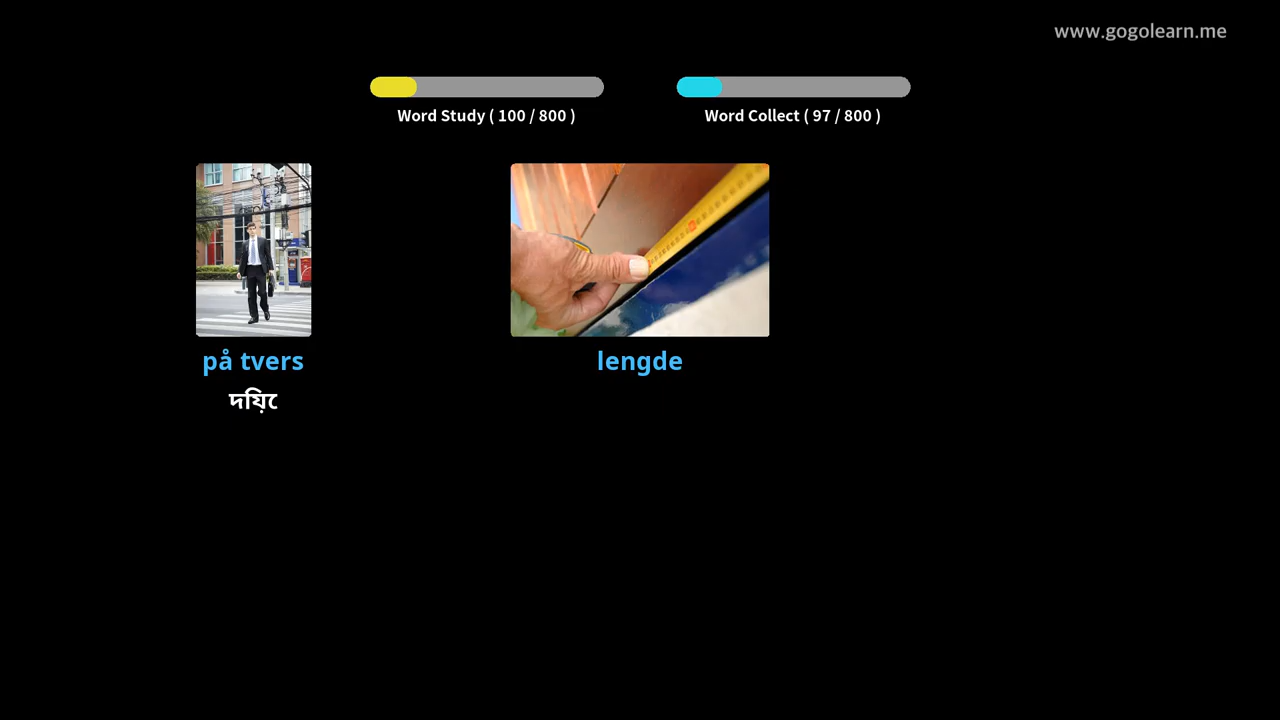 www.gogolearn.me
Word Study ( 100 / 800 )
Word Collect ( 97 / 800 )
på tvers
lengde
দিয়ে